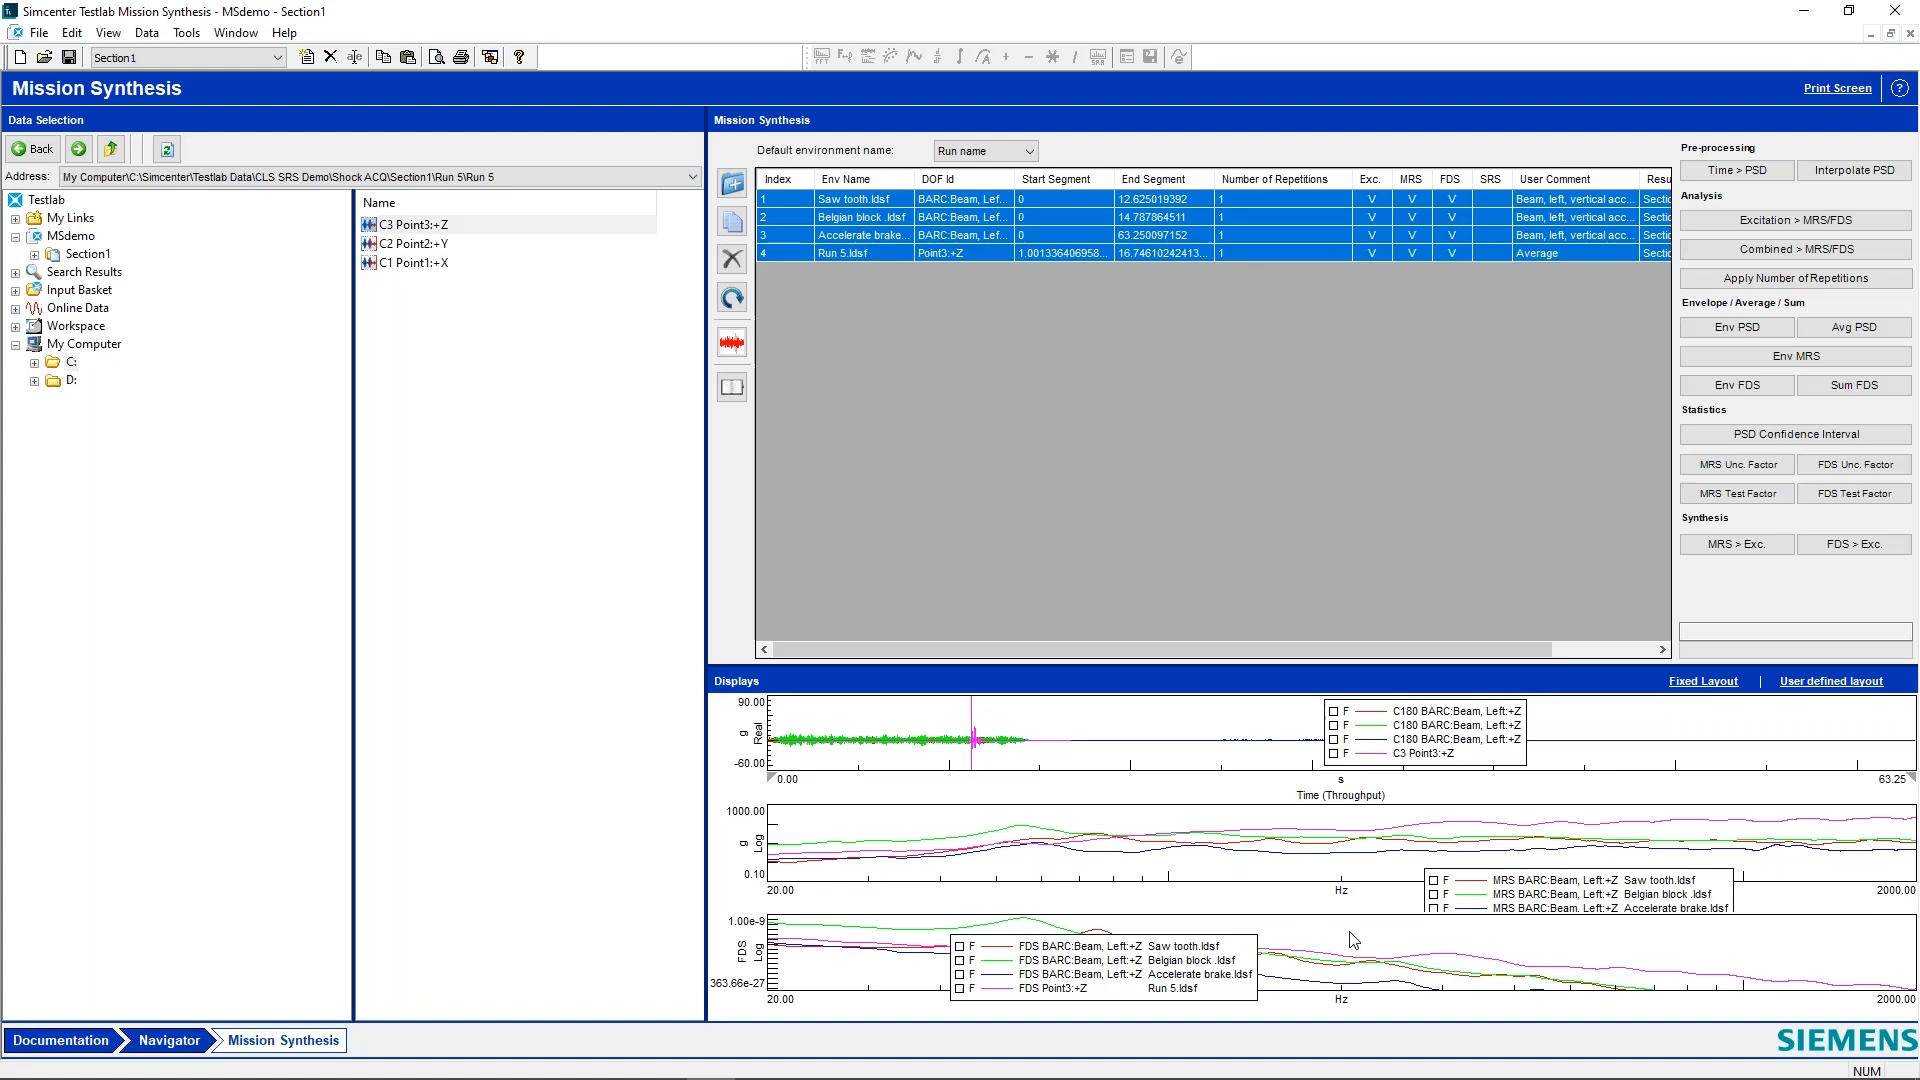 Simcenter Testlab Mission Synthesis - MSdemo - Section1
File Edit View Data Tools Window Help
Section1
Mission Synthesis
Print Screen
Data Selection
Back
Address: My Computer\C:\Simcenter\Testlab Data\CLS SRS Demo\Shock ACQ\Section1\Run 5\Run 5
Testlab
My Links
MSdemo
Section1
Search Results
Input Basket
Online Data
Workspace
My Computer
C:
D:
Name
C3 Point3:+Z
C2 Point2:+Y
C1 Point1:+X
Mission Synthesis
Default environment name: Run name
Index Env Name DOF Id Start Segment End Segment Number of Repetitions Exc. MRS FDS SRS User Comment Resu
1 Saw tooth.ldsf BARC:Beam, Lef... 0 12.625019392 1 V V V Beam, left, vertical acc... Sectic
2 Belgian block .ldsf BARC:Beam, Lef... 0 14.787864511 1 V V V Beam, left, vertical acc... Sectic
3 Accelerate brake... BARC:Beam, Lef... 0 63.250097152 1 V V V Beam, left, vertical acc... Sectic
4 Run 5.ldsf Point3:+Z 1.001336406958... 16.74610242413... 1 V V V Average Sectic
Pre-processing
Time > PSD Interpolate PSD
Analysis
Excitation > MRS/FDS
Combined > MRS/FDS
Apply Number of Repetitions
Envelope / Average / Sum
Env PSD Avg PSD
Env MRS
Env FDS Sum FDS
Statistics
PSD Confidence Interval
MRS Unc. Factor FDS Unc. Factor
MRS Test Factor FDS Test Factor
Synthesis
MRS > Exc. FDS > Exc.
Displays
Fixed Layout | User defined layout
90.00
g
Real
-60.00
0.00 s 63.25
Time (Throughput)
F C180 BARC:Beam, Left:+Z
F C180 BARC:Beam, Left:+Z
F C180 BARC:Beam, Left:+Z
F C3 Point3:+Z
1000.00
g
Log
0.10
20.00 Hz 2000.00
F MRS BARC:Beam, Left:+Z Saw tooth.ldsf
F MRS BARC:Beam, Left:+Z Belgian block .ldsf
F MRS BARC:Beam, Left:+Z Accelerate brake.ldsf
1.00e-9
FDS
Log
363.66e-27
20.00 Hz 2000.00
F FDS BARC:Beam, Left:+Z Saw tooth.ldsf
F FDS BARC:Beam, Left:+Z Belgian block .ldsf
F FDS BARC:Beam, Left:+Z Accelerate brake.ldsf
F FDS Point3:+Z Run 5.ldsf
Documentation Navigator Mission Synthesis
SIEMENS
NUM